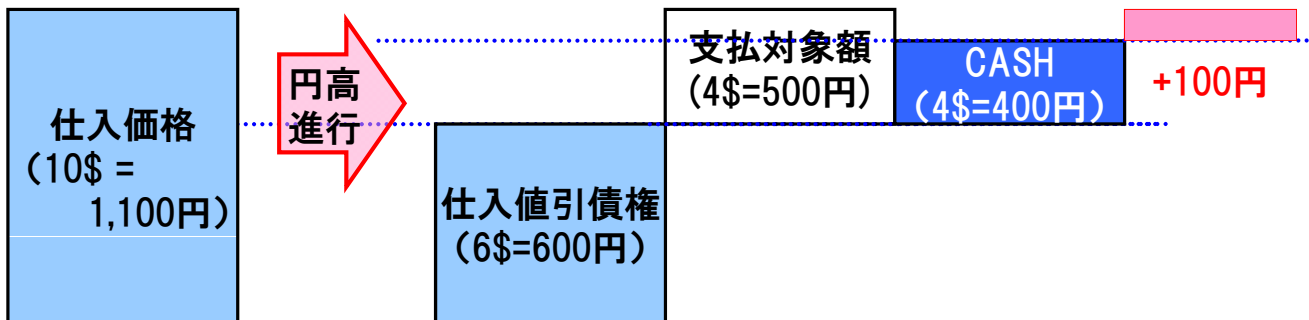 仕入価格
（10$ =
1,100円）
円高
進行
仕入値引債権
（6$=600円）
支払対象額
（4$=500円）
CASH
（4$=400円）
+100円